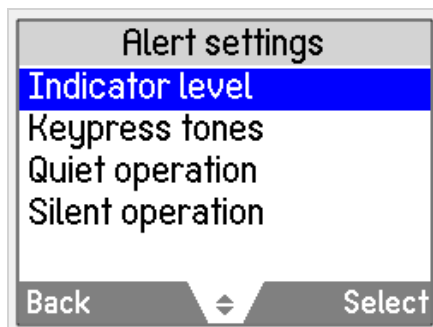 Alert settings
Indicator level
Keypress tones
Quiet operation
Silent operation
Back Select